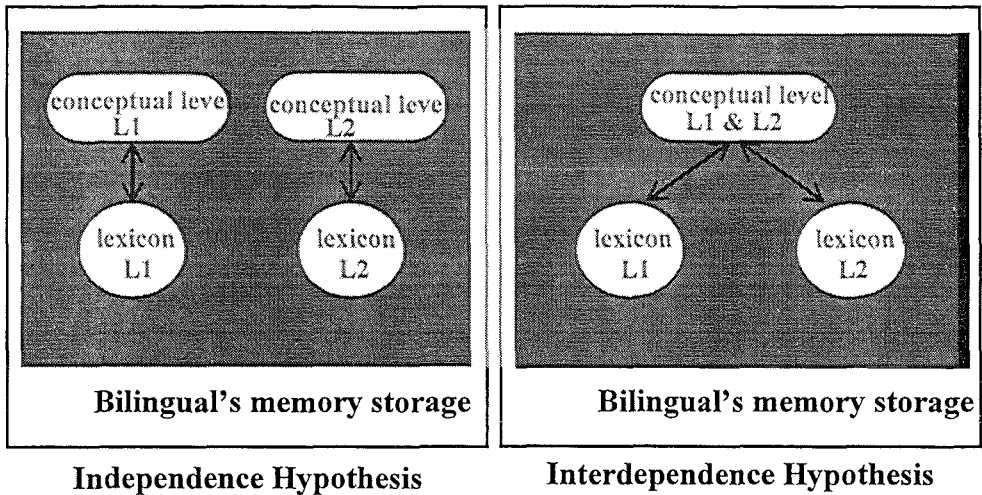 conceptual level
L1
conceptual leve
L2
lexicon
L1
lexicon
L2
Bilingual's memory storage
Independence Hypothesis
conceptual level
L1 & L2
lexicon
L1
lexicon
L2
Bilingual's memory storage
Interdependence Hypothesis